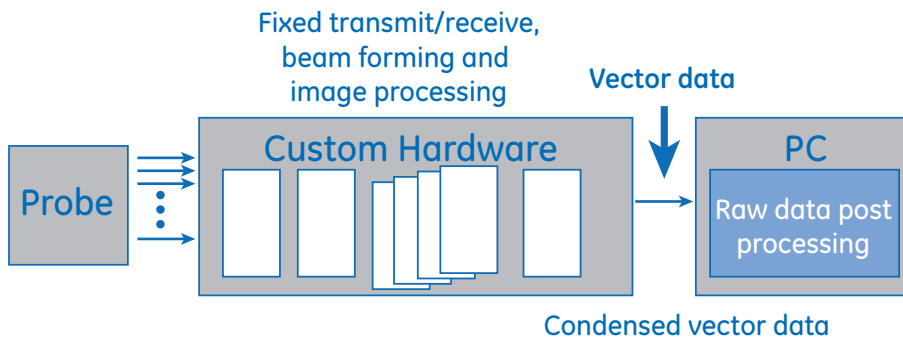 Fixed transmit/receive,
beam forming and
image processing
Vector data
Probe
Custom Hardware
PC
Raw data post
processing
Condensed vector data